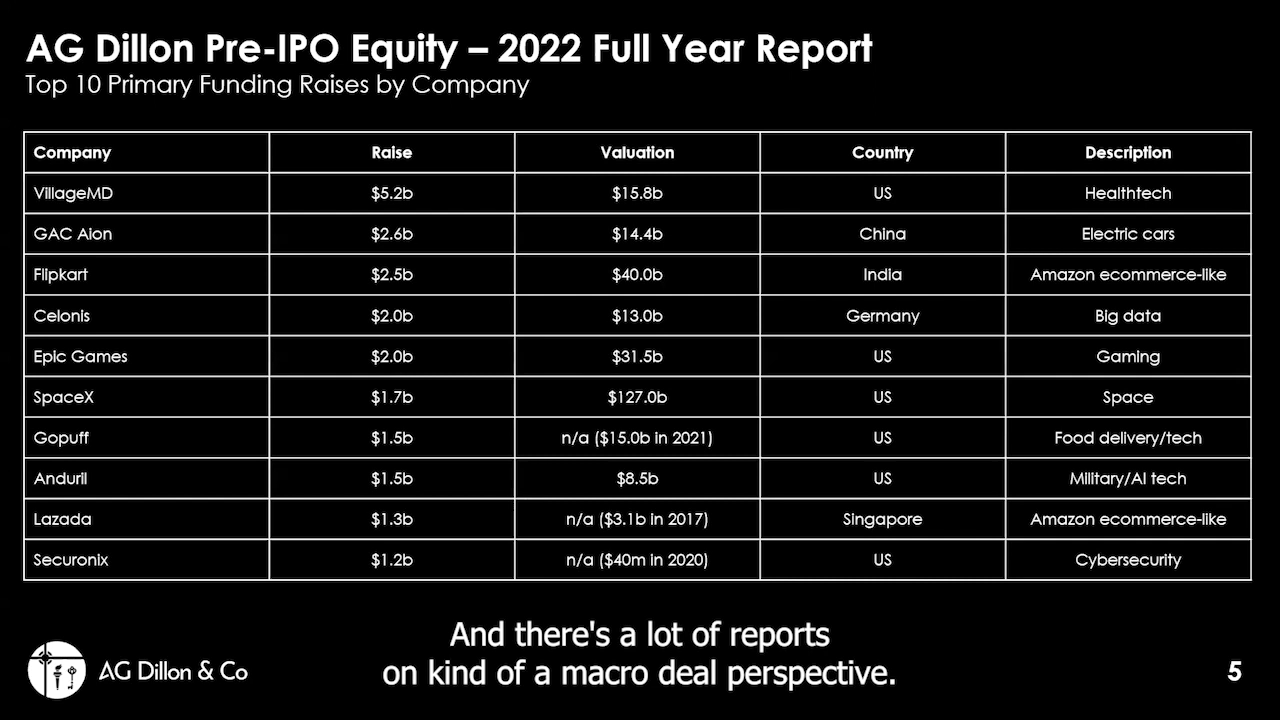 AG Dillon Pre-IPO Equity – 2022 Full Year Report
Top 10 Primary Funding Raises by Company
Company Raise Valuation Country Description
VillageMD $5.2b $15.8b US Healthtech
GAC Aion $2.6b $14.4b China Electric cars
Flipkart $2.5b $40.0b India Amazon ecommerce-like
Celonis $2.0b $13.0b Germany Big data
Epic Games $2.0b $31.5b US Gaming
SpaceX $1.7b $127.0b US Space
Gopuff $1.5b n/a ($15.0b in 2021) US Food delivery/tech
Anduril $1.5b $8.5b US Military/AI tech
Lazada $1.3b n/a ($3.1b in 2017) Singapore Amazon ecommerce-like
Securonix $1.2b n/a ($40m in 2020) US Cybersecurity
And there's a lot of reports
on kind of a macro deal perspective.
AG Dillon & Co
5